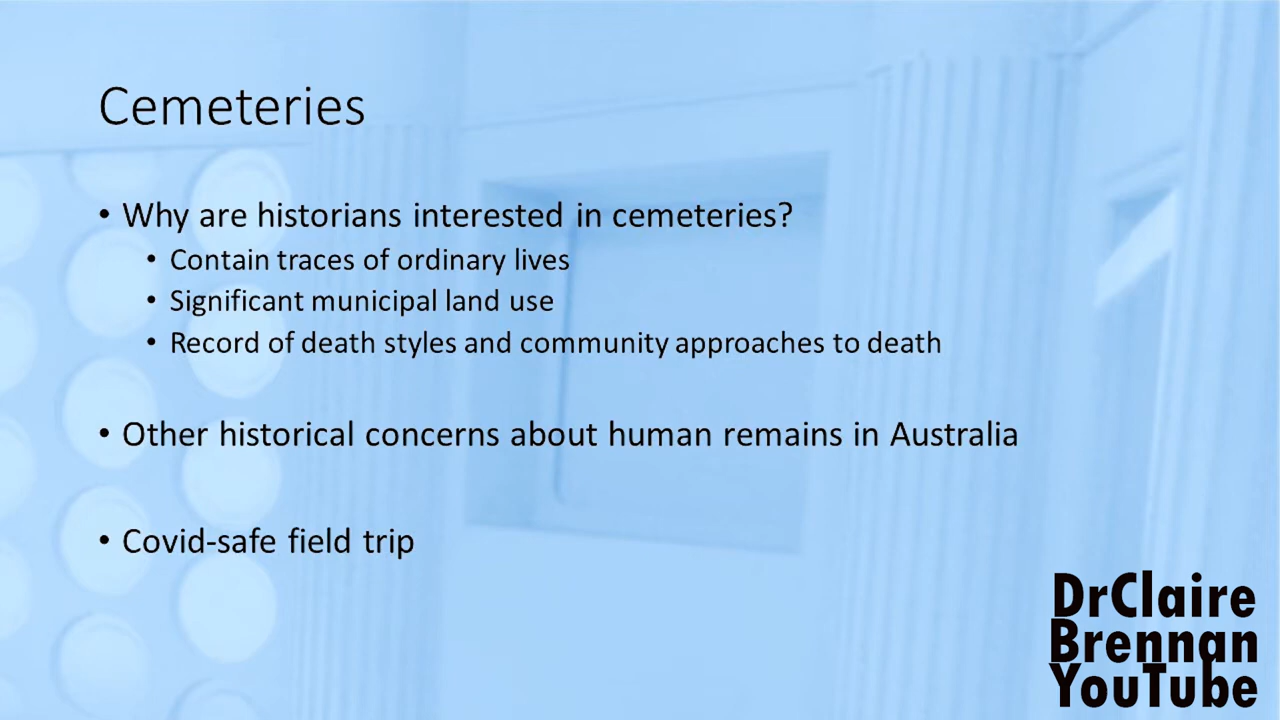 Cemeteries
• Why are historians interested in cemeteries?
• Contain traces of ordinary lives
• Significant municipal land use
• Record of death styles and community approaches to death
• Other historical concerns about human remains in Australia
• Covid-safe field trip
DrClaire
Brennan
YouTube